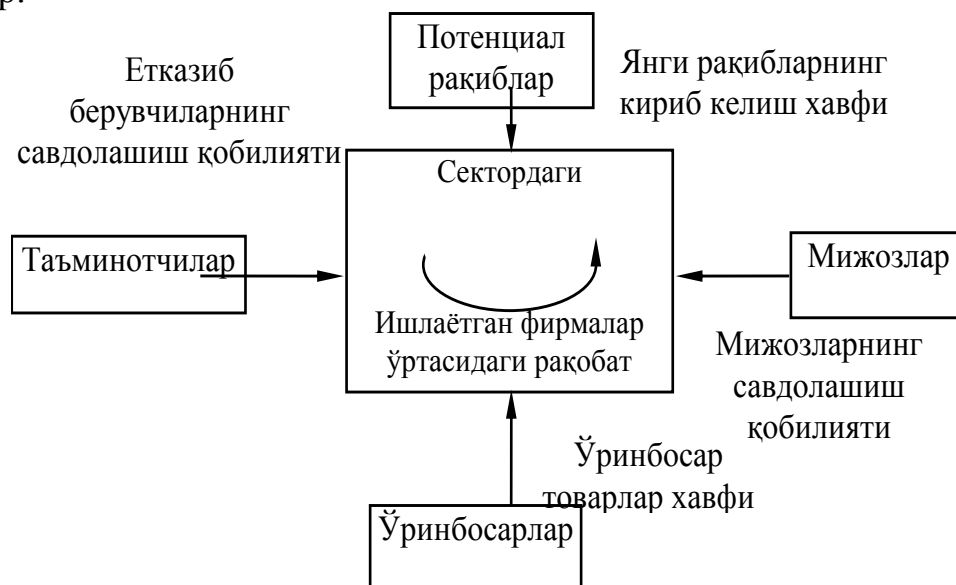 р.
Потенциал
рақиблар
Янги рақибларнинг
кириб келиш хавфи
Етказиб
берувчиларнинг
савдолашиш қобилияти
Сектордаги
Таъминотчилар
Мижозлар
Ишлаётган фирмалар
ўртасидаги рақобат
Мижозларнинг
савдолашиш
қобилияти
Ўринбосар
товарлар хавфи
Ўринбосарлар